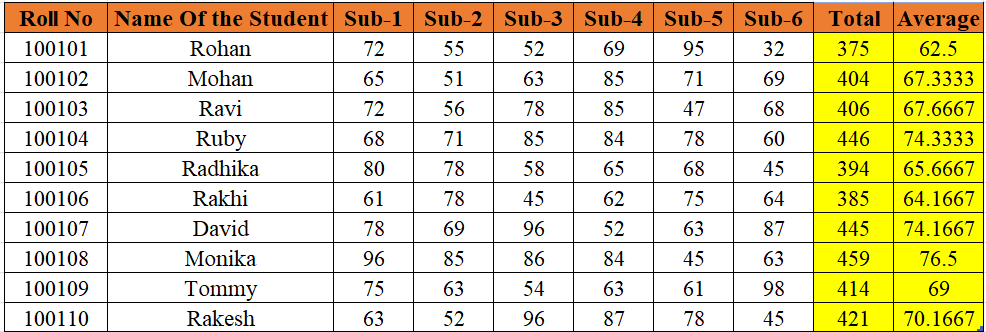 Roll No Name Of the Student Sub-1 Sub-2 Sub-3 Sub-4 Sub-5 Sub-6 Total Average
100101 Rohan 72 55 52 69 95 32 375 62.5
100102 Mohan 65 51 63 85 71 69 404 67.3333
100103 Ravi 72 56 78 85 47 68 406 67.6667
100104 Ruby 68 71 85 84 78 60 446 74.3333
100105 Radhika 80 78 58 65 68 45 394 65.6667
100106 Rakhi 61 78 45 62 75 64 385 64.1667
100107 David 78 69 96 52 63 87 445 74.1667
100108 Monika 96 85 86 84 45 63 459 76.5
100109 Tommy 75 63 54 63 61 98 414 69
100110 Rakesh 63 52 96 87 78 45 421 70.1667